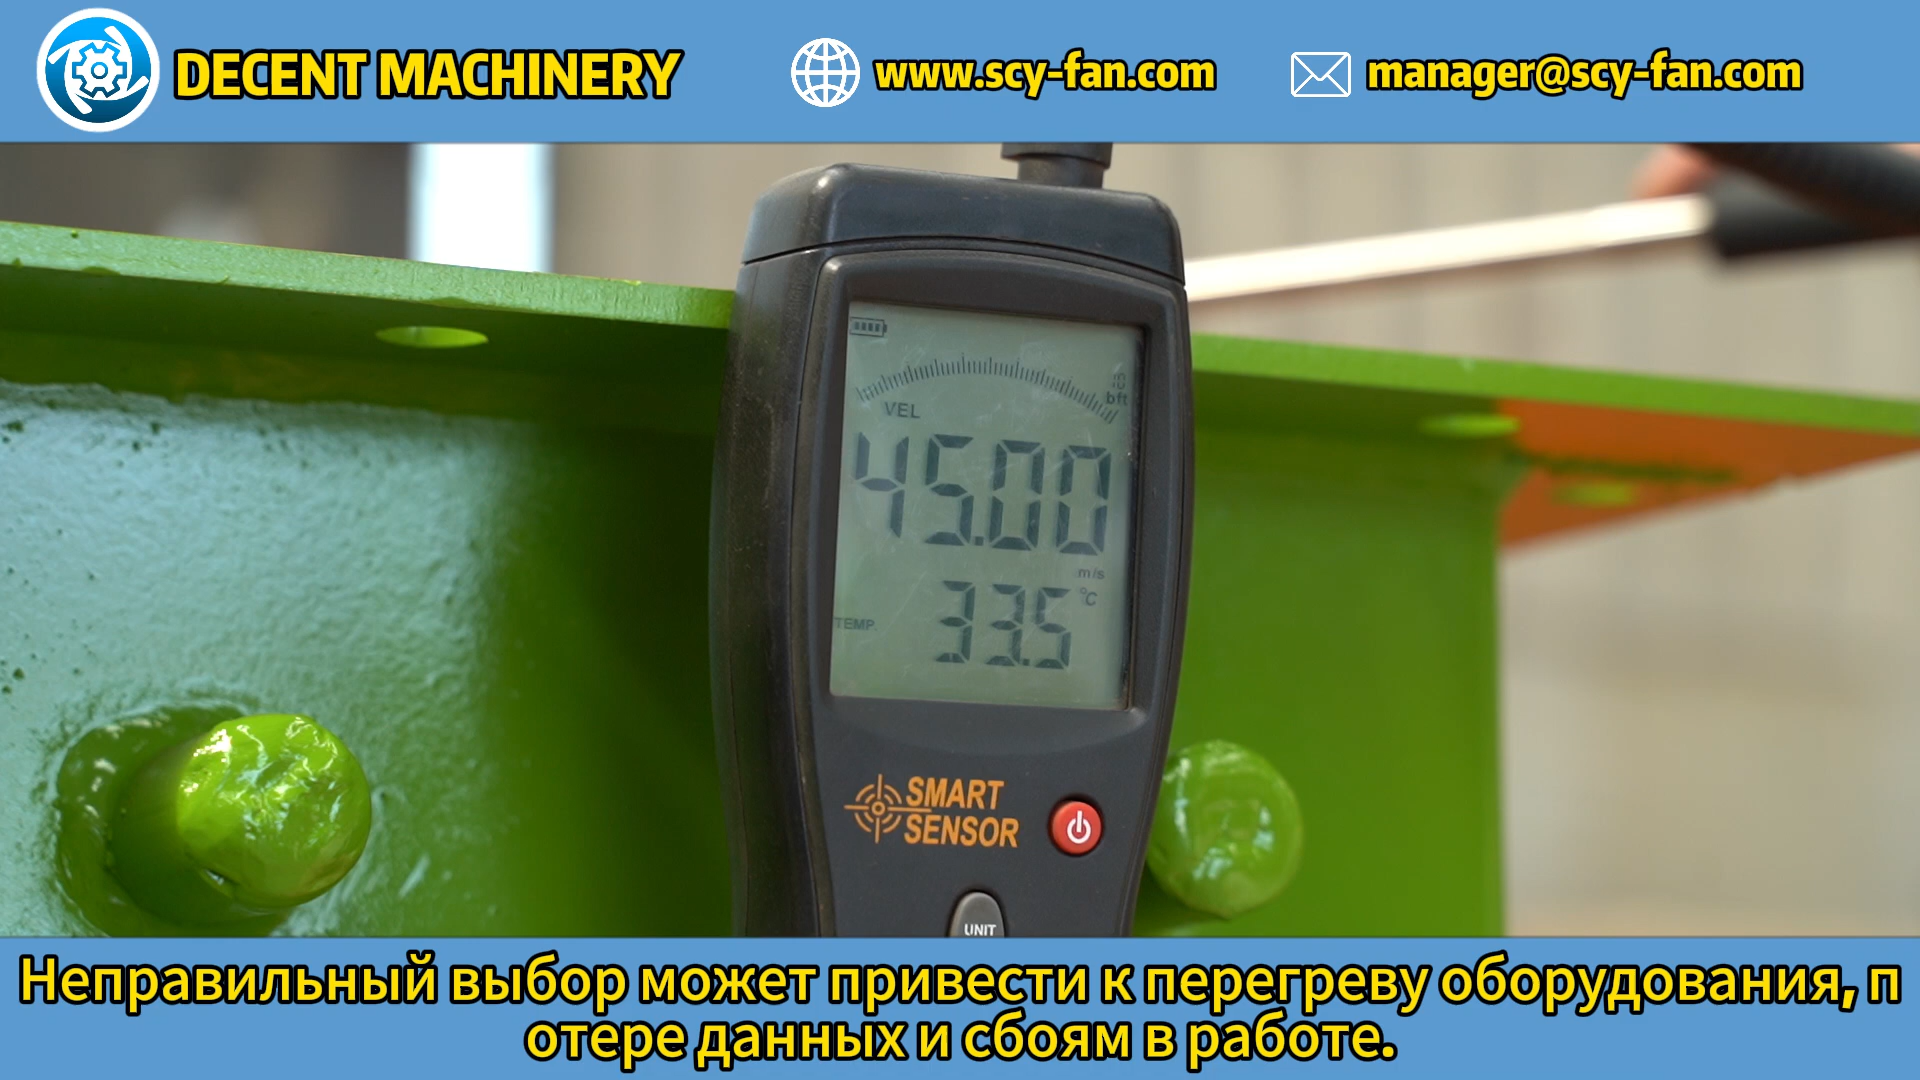 DECENT MACHINERY
www.scy-fan.com
manager@scy-fan.com
bft
VEL
45.00
m/s
TEMP.
33.5
°C
SMART
SENSOR
UNIT
Неправильный выбор может привести к перегреву оборудования, п
отере данных и сбоям в работе.